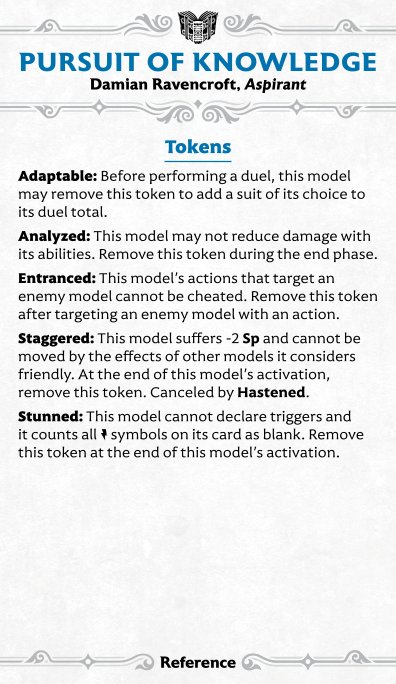 PURSUIT OF KNOWLEDGE
Damian Ravencroft, Aspirant
Tokens
Adaptable: Before performing a duel, this model
may remove this token to add a suit of its choice to
its duel total.
Analyzed: This model may not reduce damage with
its abilities. Remove this token during the end phase.
Entranced: This model's actions that target an
enemy model cannot be cheated. Remove this token
after targeting an enemy model with an action.
Staggered: This model suffers -2 Sp and cannot be
moved by the effects of other models it considers
friendly. At the end of this model's activation,
remove this token. Canceled by Hastened.
Stunned: This model cannot declare triggers and
it counts all symbols on its card as blank. Remove
this token at the end of this model's activation.
Reference